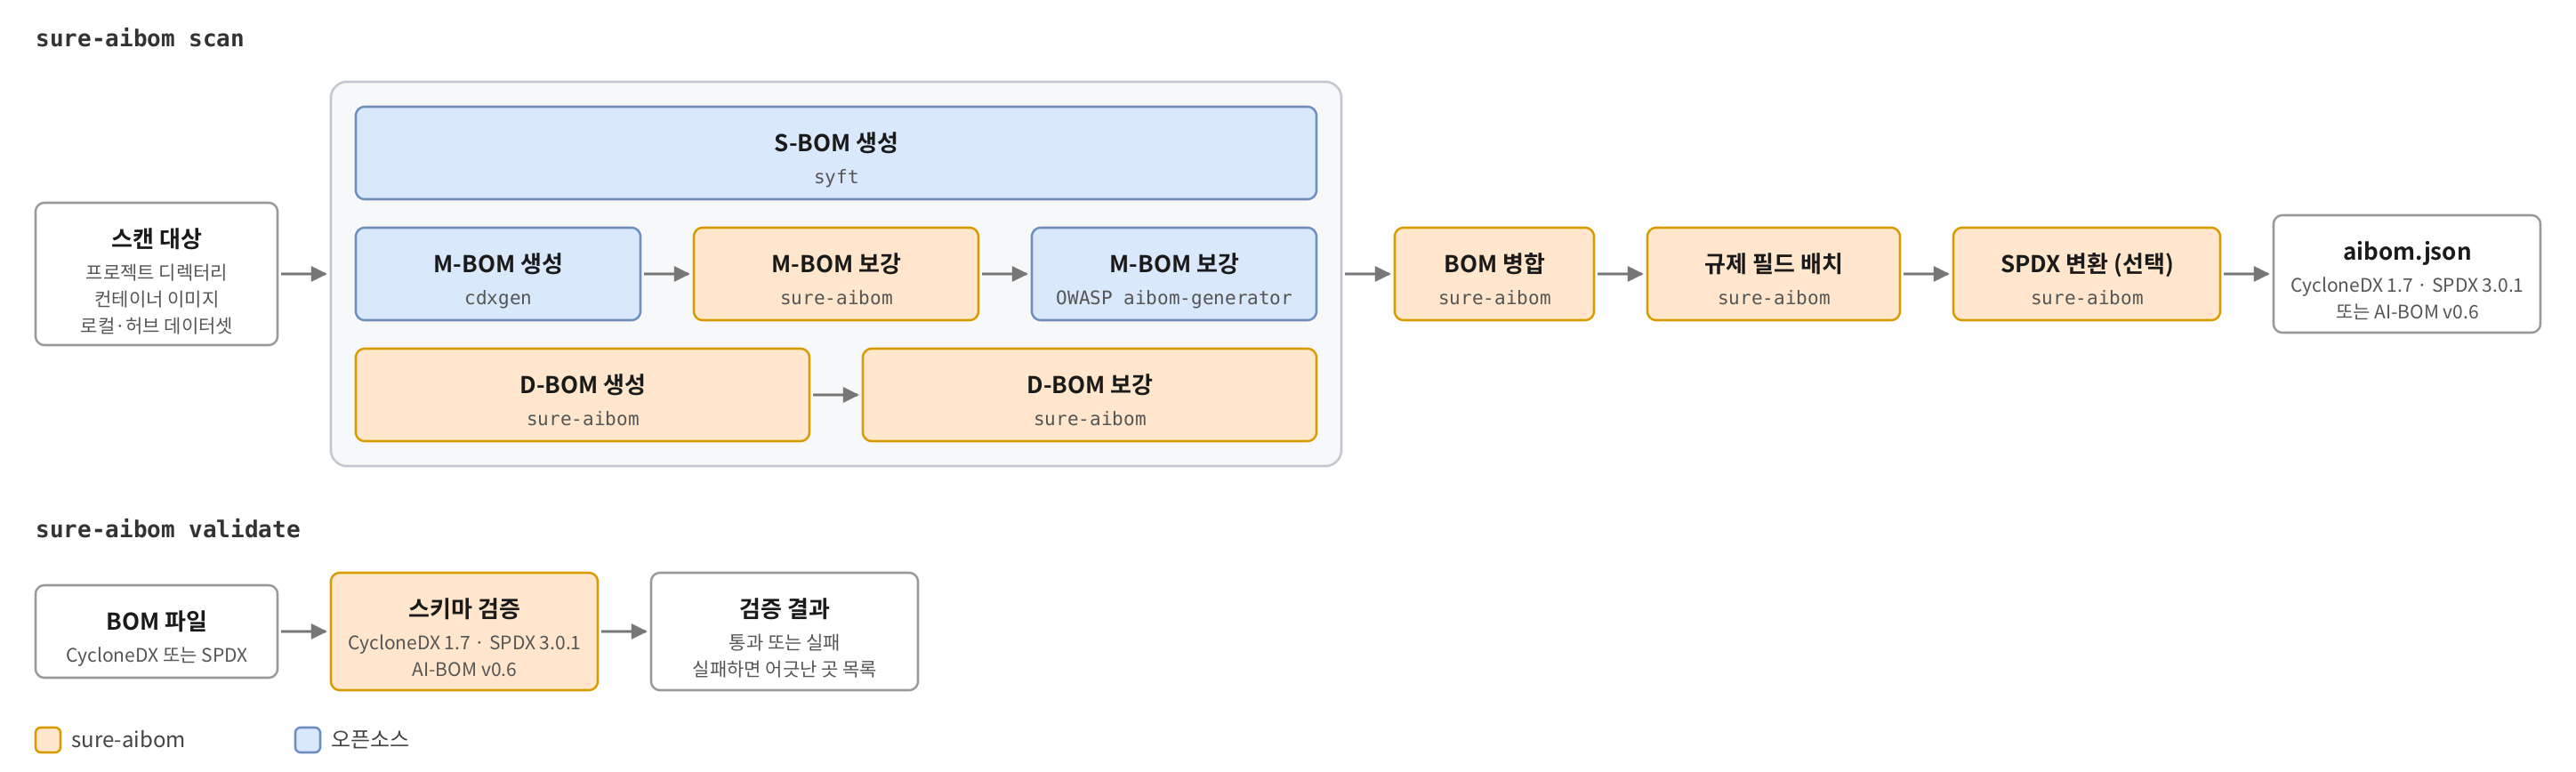 sure-aibom scan
스캔 대상
프로젝트 디렉터리
컨테이너 이미지
로컬·허브 데이터셋
S-BOM 생성
syft
M-BOM 생성
cdxgen
M-BOM 보강
sure-aibom
M-BOM 보강
OWASP aibom-generator
D-BOM 생성
sure-aibom
D-BOM 보강
sure-aibom
BOM 병합
sure-aibom
규제 필드 배치
sure-aibom
SPDX 변환 (선택)
sure-aibom
aibom.json
CycloneDX 1.7 · SPDX 3.0.1
또는 AI-BOM v0.6
sure-aibom validate
BOM 파일
CycloneDX 또는 SPDX
스키마 검증
CycloneDX 1.7 · SPDX 3.0.1
AI-BOM v0.6
검증 결과
통과 또는 실패
실패하면 어긋난 곳 목록
sure-aibom
오픈소스